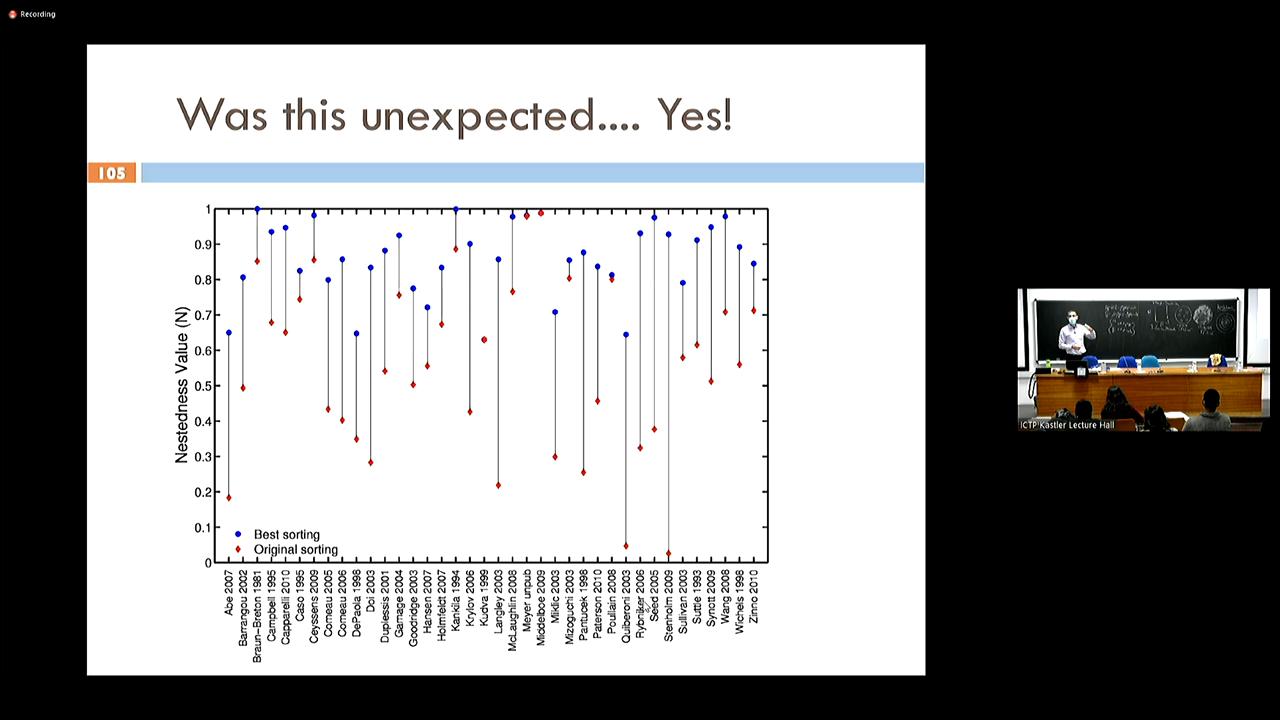 Recording
Was this unexpected.... Yes!
105
Nestedness Value (N)
1
0.9
0.8
0.7
0.6
0.5
0.4
0.3
0.2
0.1
0
Best sorting
Original sorting
Abe 2007
Barrangou 2002
Braun-Breton 1981
Campbell 1995
Capparelli 2010
Caso 1995
Ceyssens 2009
Comeau 2005
Comeau 2006
DePaola 1998
Doi 2003
Duplessis 2001
Gamage 2004
Goodridge 2003
Hansen 2007
Holmfeldt 2007
Kankila 1994
Krylov 2006
Kudva 1999
Langley 2003
McLaughlin 2008
Meyer unpub
Middelboe 2009
Miklic 2003
Mizoguchi 2003
Pantucek 1998
Paterson 2010
Poullain 2008
Quiberoni 2003
Rybniker 2006
Seed 2005
Stenholm 2009
Sullivan 2003
Suttle 1993
Synott 2009
Wang 2008
Wichels 1998
Zinno 2010
ICTP Kastler Lecture Hall